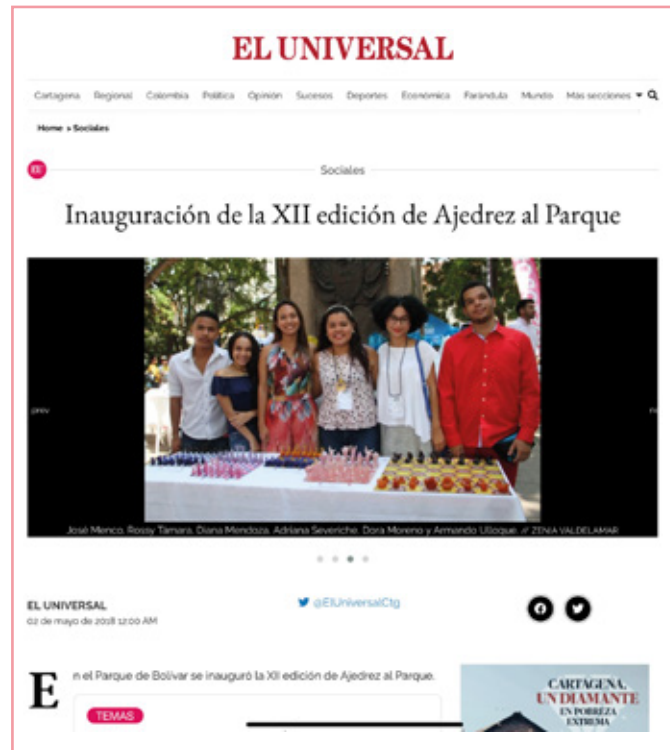 EL UNIVERSAL
Cartagena Regional Colombia Política Opinión Sucesos Deportes Económica Farándula Mundo Más secciones
Home > Sociales
EU
Sociales
Inauguración de la XII edición de Ajedrez al Parque
prev
José Menco, Rossy Tamara, Diana Mendoza, Adriana Severiche, Dora Moreno y Armando Ulloque. // ZENIA VALDELAMAR
EL UNIVERSAL
@ElUniversalCtg
02 de mayo de 2018 12:00 AM
En el Parque de Bolívar se inauguró la XII edición de Ajedrez al Parque.
TEMAS
CARTAGENA,
UN DIAMANTE
EN POBREZA
EXTREMA